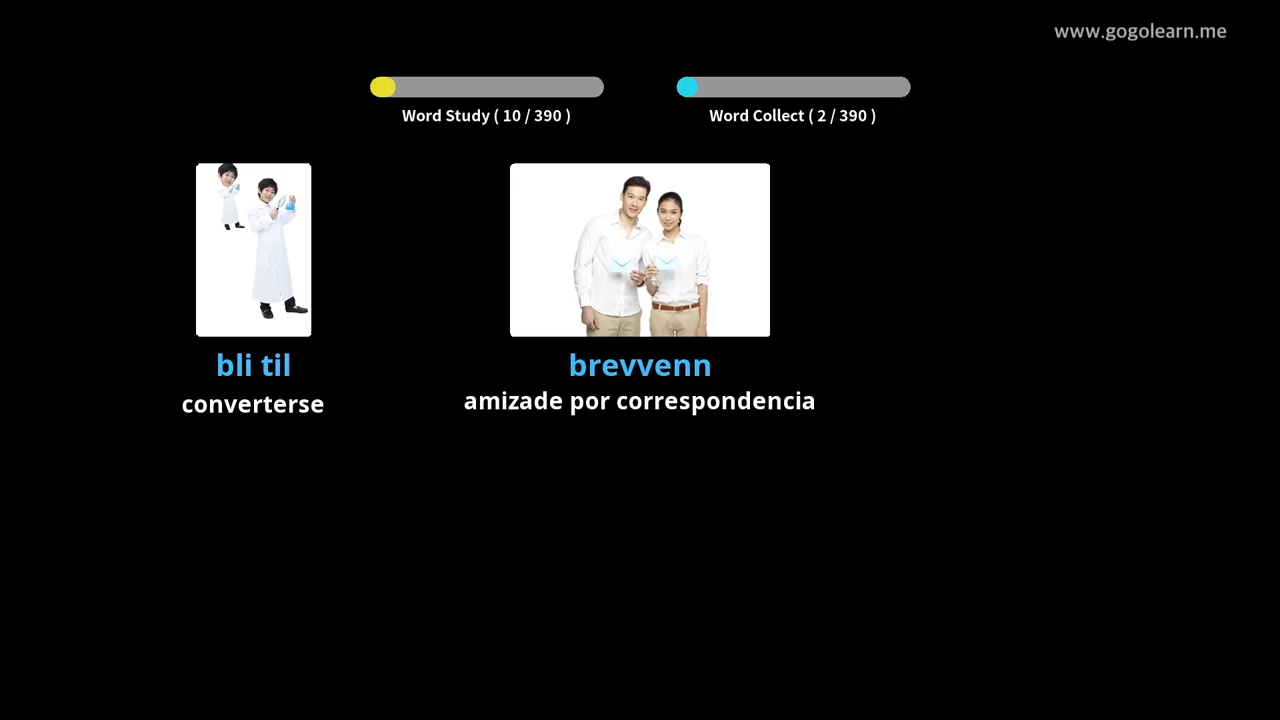 www.gogolearn.me
Word Study ( 10 / 390 )
Word Collect ( 2 / 390 )
bli til
brevvenn
converterse
amizade por correspondencia